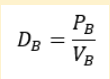 D_B = P_B / V_B